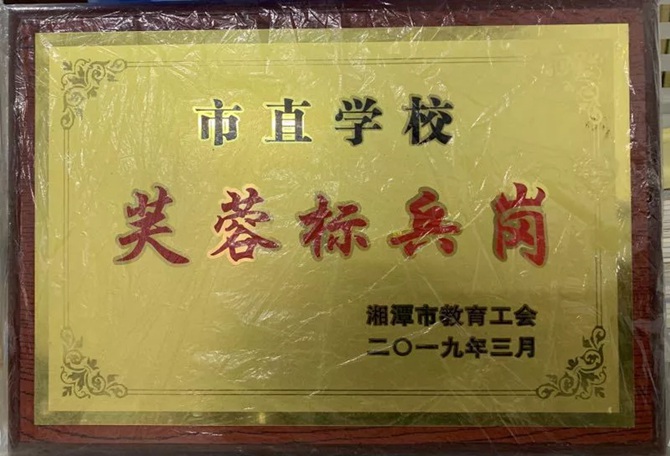 市直学校
芙蓉标兵岗
湘潭市教育工会
二〇一九年三月